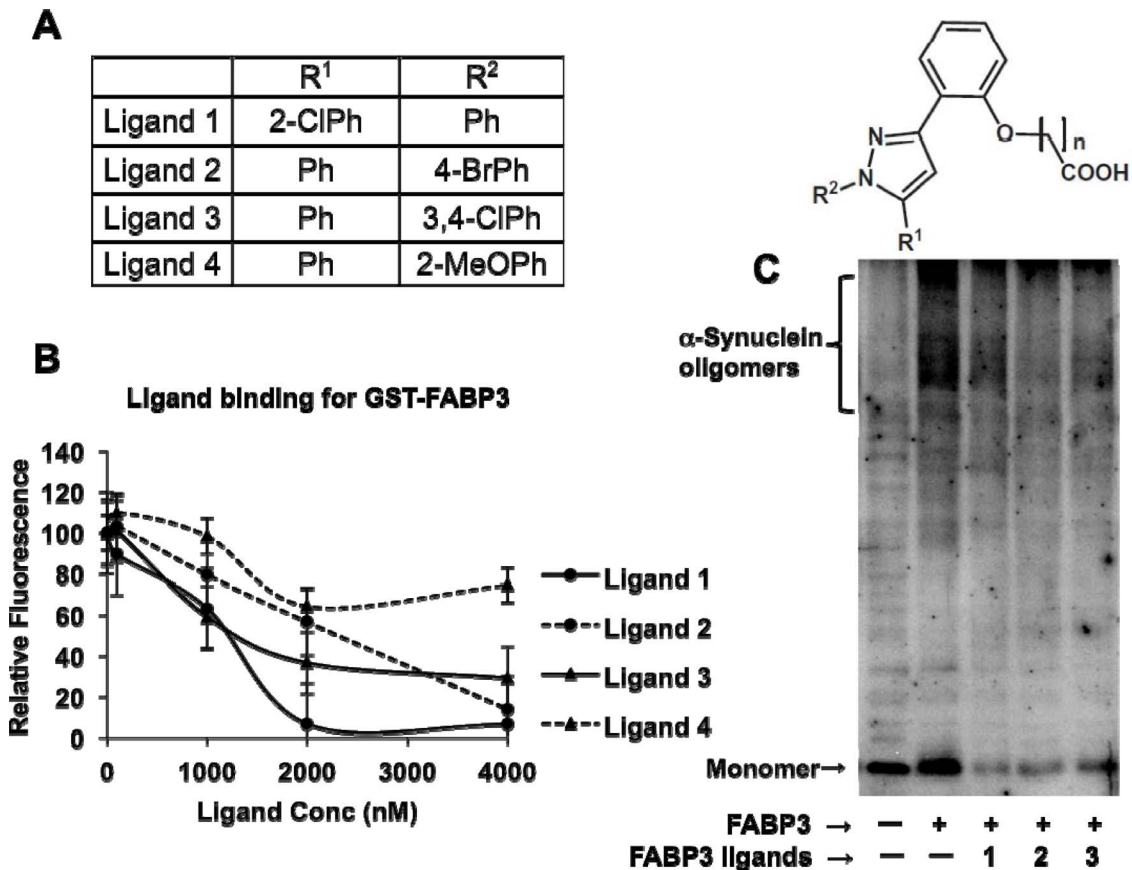 A
R¹ R²
Ligand 1 2-ClPh Ph
Ligand 2 Ph 4-BrPh
Ligand 3 Ph 3,4-ClPh
Ligand 4 Ph 2-MeOPh
N
N
O
n
COOH
R²
R¹
B
Ligand binding for GST-FABP3
Relative Fluorescence
140
120
100
80
60
40
20
0
0 1000 2000 3000 4000
Ligand Conc (nM)
Ligand 1
Ligand 2
Ligand 3
Ligand 4
C
α-Synuclein
oligomers
Monomer→
FABP3 → — + + + +
FABP3 ligands → — — 1 2 3